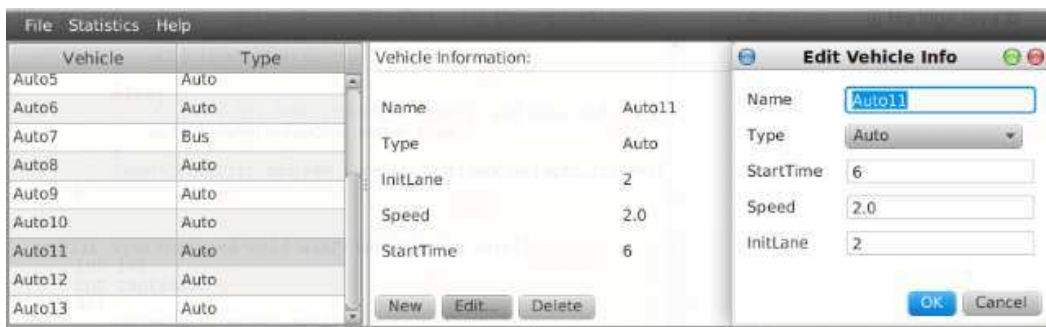 File Statistics Help
Vehicle Type
Auto5 Auto
Auto6 Auto
Auto7 Bus
Auto8 Auto
Auto9 Auto
Auto10 Auto
Auto11 Auto
Auto12 Auto
Auto13 Auto
Vehicle Information:
Name Auto11
Type Auto
InitLane 2
Speed 2.0
StartTime 6
New Edit... Delete
Edit Vehicle Info
Name Auto11
Type Auto
StartTime 6
Speed 2.0
InitLane 2
OK Cancel